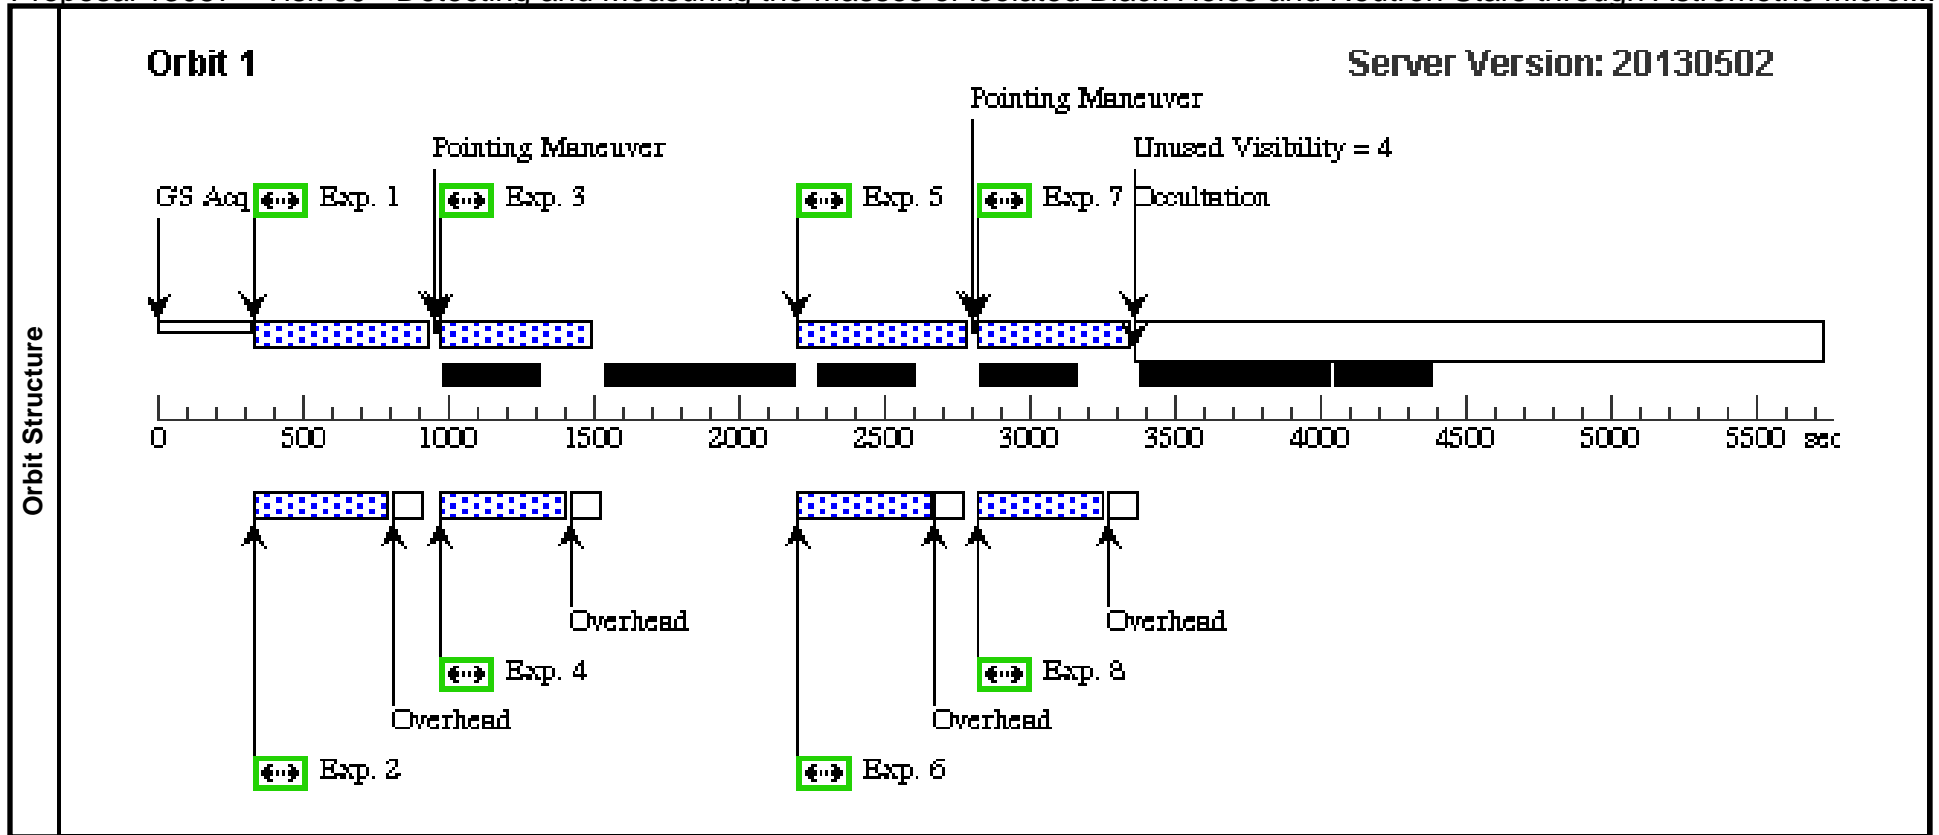 Orbit 1
Server Version: 20130502
Pointing Maneuver
Pointing Maneuver
Unused Visibility = 4
GS Acq
Exp. 1
Exp. 3
Exp. 5
Exp. 7
Occultation
Orbit Structure
0 500 1000 1500 2000 2500 3000 3500 4000 4500 5000 5500 sec
Overhead
Overhead
Exp. 4
Exp. 8
Overhead
Overhead
Exp. 2
Exp. 6